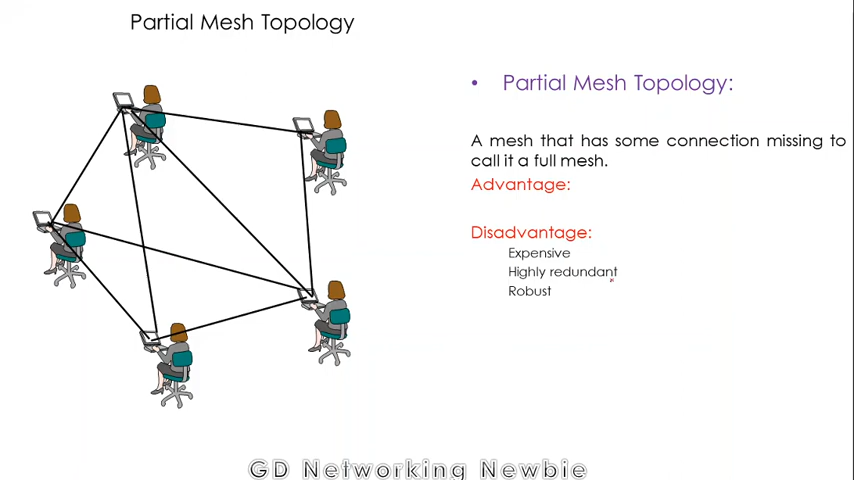 Partial Mesh Topology
• Partial Mesh Topology:
A mesh that has some connection missing to
call it a full mesh.
Advantage:
Disadvantage:
Expensive
Highly redundant
Robust
GD Networking Newbie